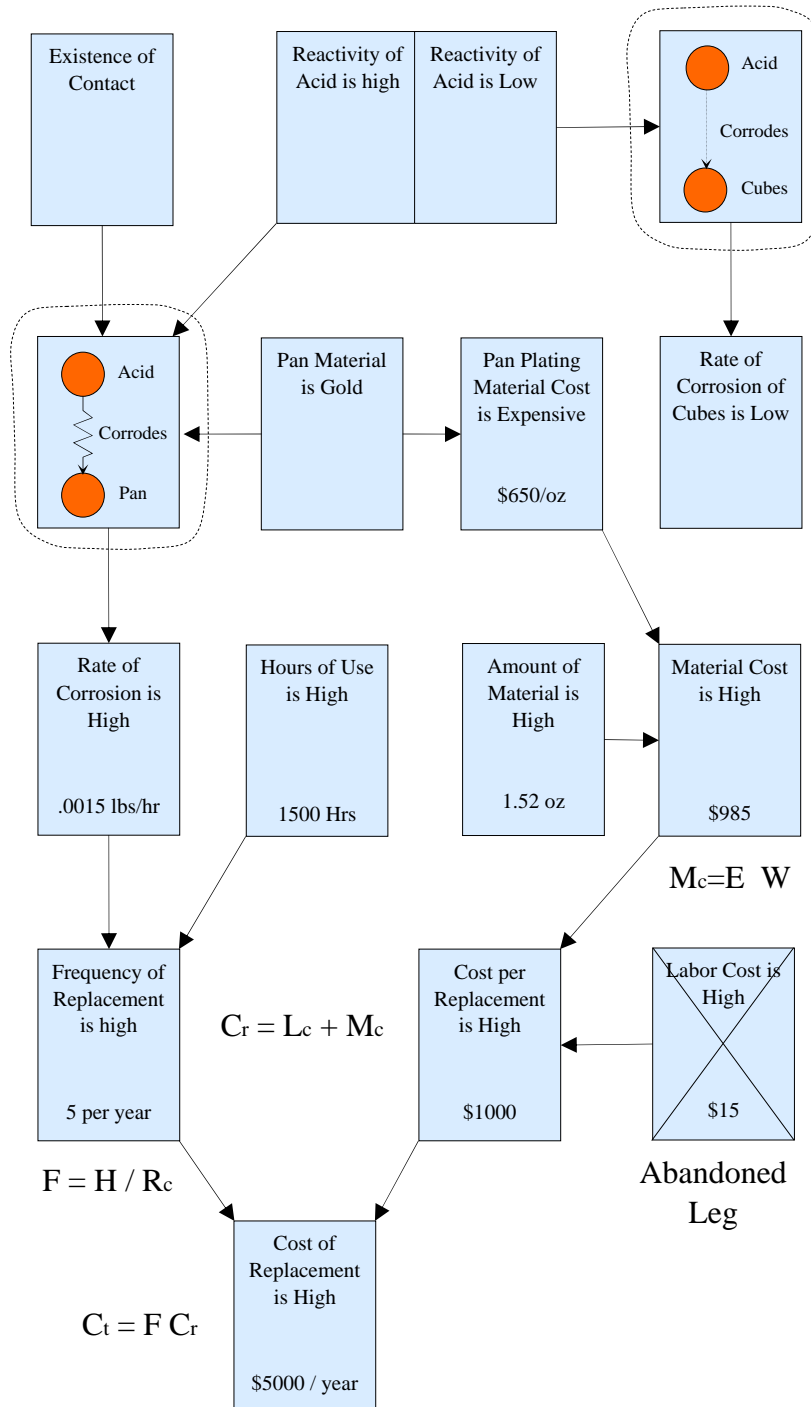 Existence of
Contact
Reactivity of
Acid is high
Reactivity of
Acid is Low
Acid
Corrodes
Cubes
Acid
Corrodes
Pan
Pan Material
is Gold
Pan Plating
Material Cost
is Expensive
$650/oz
Rate of
Corrosion of
Cubes is Low
Rate of
Corrosion is
High
.0015 lbs/hr
Hours of Use
is High
1500 Hrs
Amount of
Material is
High
1.52 oz
Material Cost
is High
$985
Mc=E W
Frequency of
Replacement
is high
5 per year
F = H / Rc
Cr = Lc + Mc
Cost per
Replacement
is High
$1000
Labor Cost is
High
$15
Abandoned
Leg
Cost of
Replacement
is High
$5000 / year
Ct = F Cr